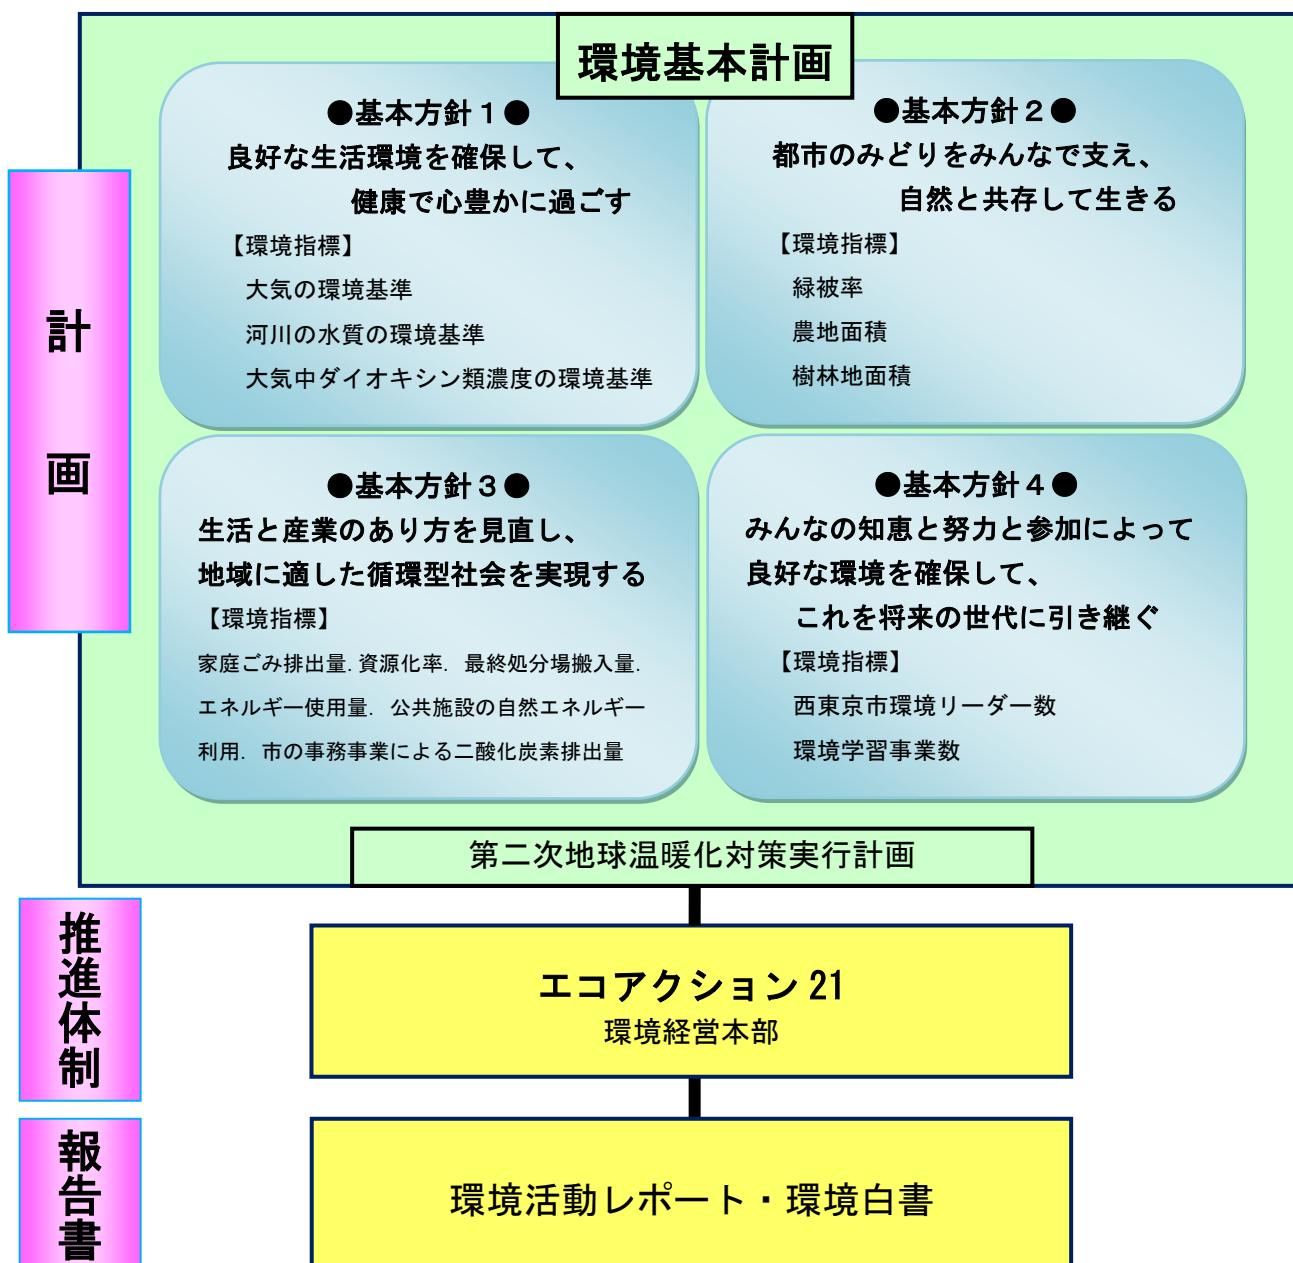 環境基本計画
計画
●基本方針１●
良好な生活環境を確保して、
健康で心豊かに過ごす
【環境指標】
大気の環境基準
河川の水質の環境基準
大気中ダイオキシン類濃度の環境基準
●基本方針２●
都市のみどりをみんなで支え、
自然と共存して生きる
【環境指標】
緑被率
農地面積
樹林地面積
●基本方針３●
生活と産業のあり方を見直し、
地域に適した循環型社会を実現する
【環境指標】
家庭ごみ排出量．資源化率．最終処分場搬入量．
エネルギー使用量．公共施設の自然エネルギー
利用．市の事務事業による二酸化炭素排出量
●基本方針４●
みんなの知恵と努力と参加によって
良好な環境を確保して、
これを将来の世代に引き継ぐ
【環境指標】
西東京市環境リーダー数
環境学習事業数
第二次地球温暖化対策実行計画
推進体制
エコアクション 21
環境経営本部
報告書
環境活動レポート・環境白書